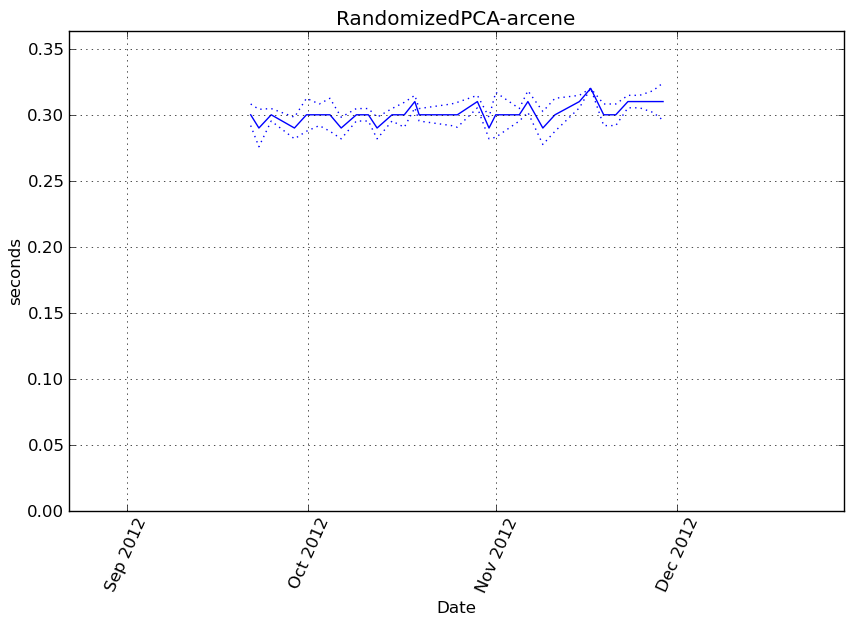 RandomizedPCA-arcene
0.35
0.30
0.25
0.20
0.15
0.10
0.05
0.00
seconds
Sep 2012
Oct 2012
Nov 2012
Dec 2012
Date